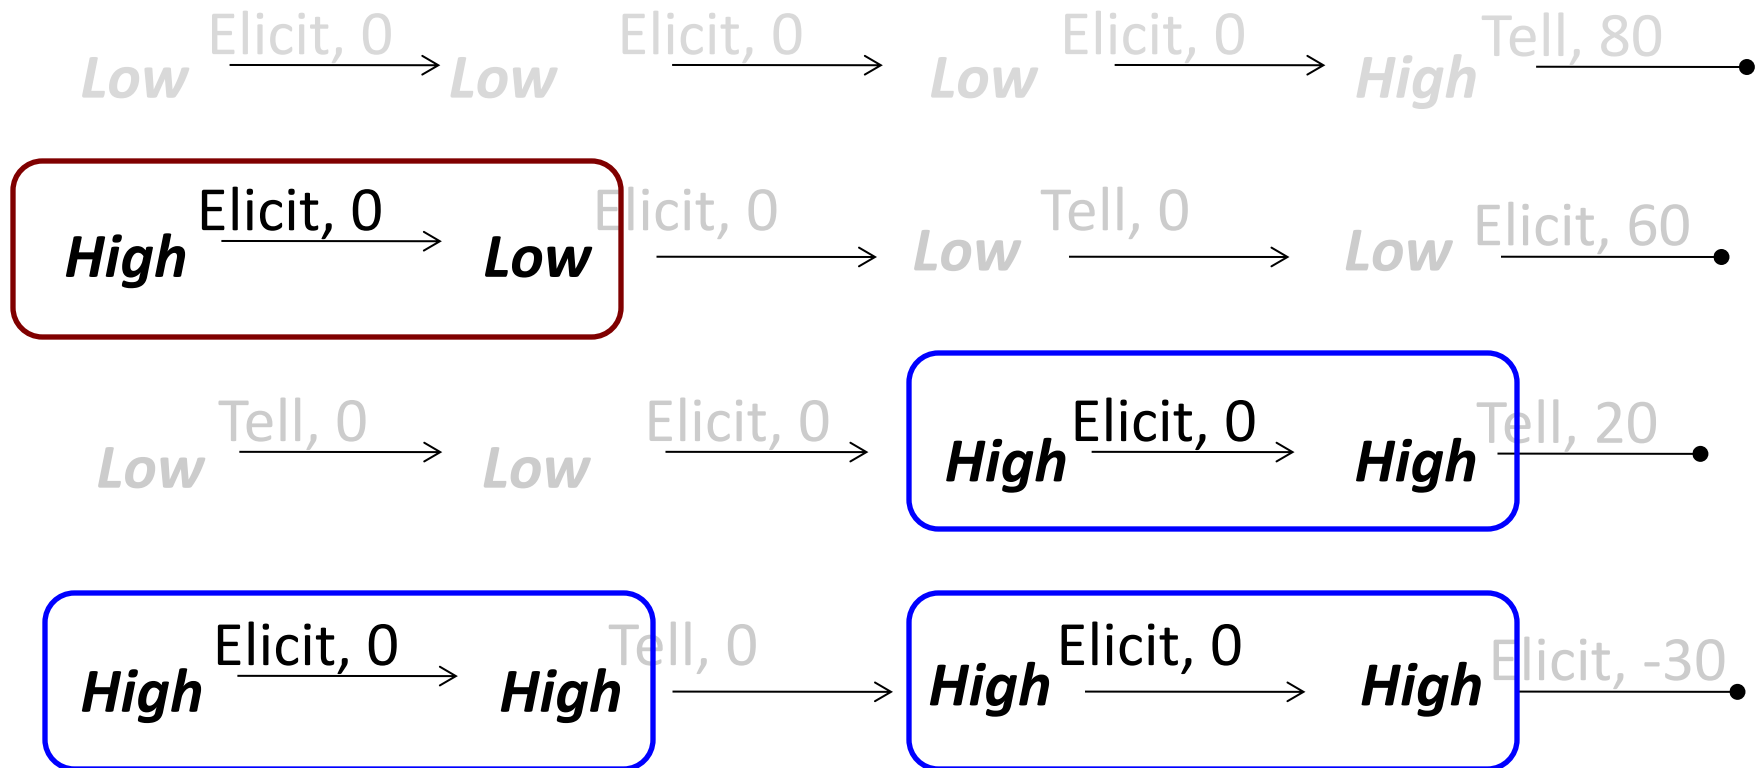 Elicit, 0 Elicit, 0 Elicit, 0 Tell, 80
Low Low Low High
Elicit, 0 Elicit, 0 Tell, 0 Elicit, 60
High Low Low Low
Tell, 0 Elicit, 0 Elicit, 0 Tell, 20
Low Low High High
Elicit, 0 Tell, 0 Elicit, 0 Elicit, -30
High High High High